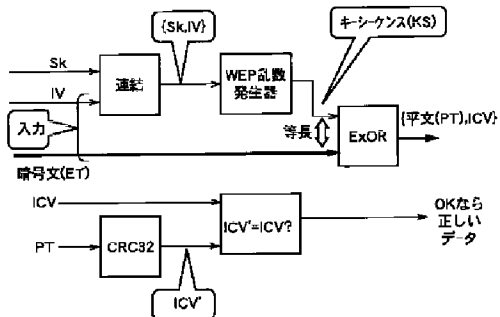 {Sk,IV}
キーシーケンス(KS)
Sk
IV
連結
WEP乱数
発生器
入力
等長
ExOR
{平文(PT),ICV}
暗号文(ET)
ICV
PT
CRC32
ICV'=ICV?
OKなら
正しい
データ
ICV'